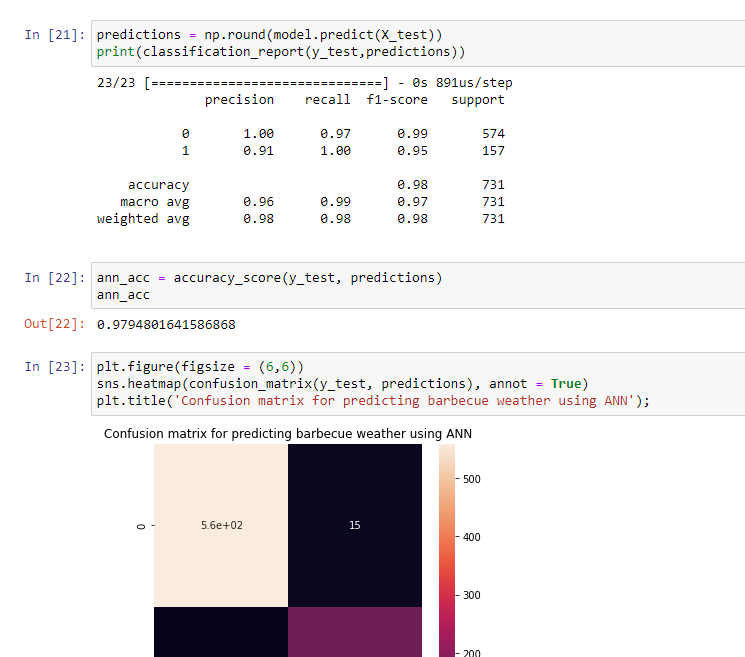 In [21]: predictions = np.round(model.predict(X_test))
print(classification_report(y_test,predictions))
23/23 [==============================] - 0s 891us/step
precision recall f1-score support
0 1.00 0.97 0.99 574
1 0.91 1.00 0.95 157
accuracy 0.98 731
macro avg 0.96 0.99 0.97 731
weighted avg 0.98 0.98 0.98 731
In [22]: ann_acc = accuracy_score(y_test, predictions)
ann_acc
Out[22]: 0.9794801641586868
In [23]: plt.figure(figsize = (6,6))
sns.heatmap(confusion_matrix(y_test, predictions), annot = True)
plt.title('Confusion matrix for predicting barbecue weather using ANN');
Confusion matrix for predicting barbecue weather using ANN
500
0 5.6e+02 15
400
300
200